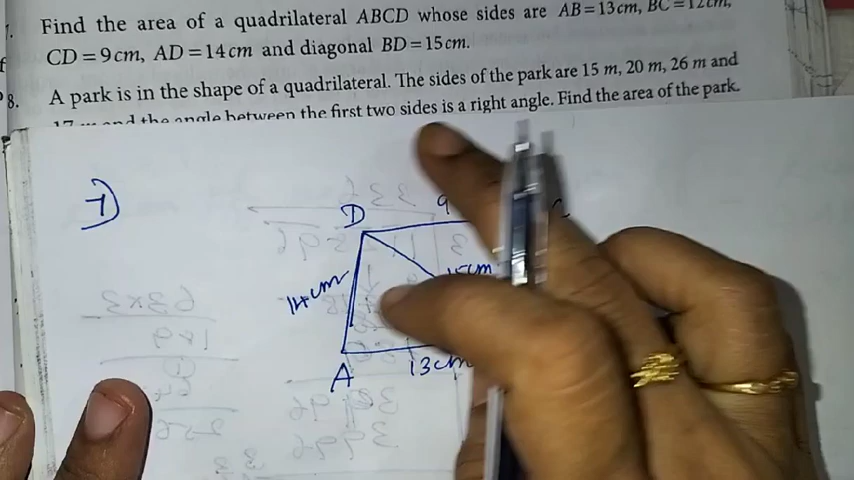 7. Find the area of a quadrilateral ABCD whose sides are AB=13cm, BC=12cm,
CD=9cm, AD=14cm and diagonal BD=15cm.
8. A park is in the shape of a quadrilateral. The sides of the park are 15 m, 20 m, 26 m and
17 m and the angle between the first two sides is a right angle. Find the area of the park.
7)
D 9
14cm 15cm
A 13cm